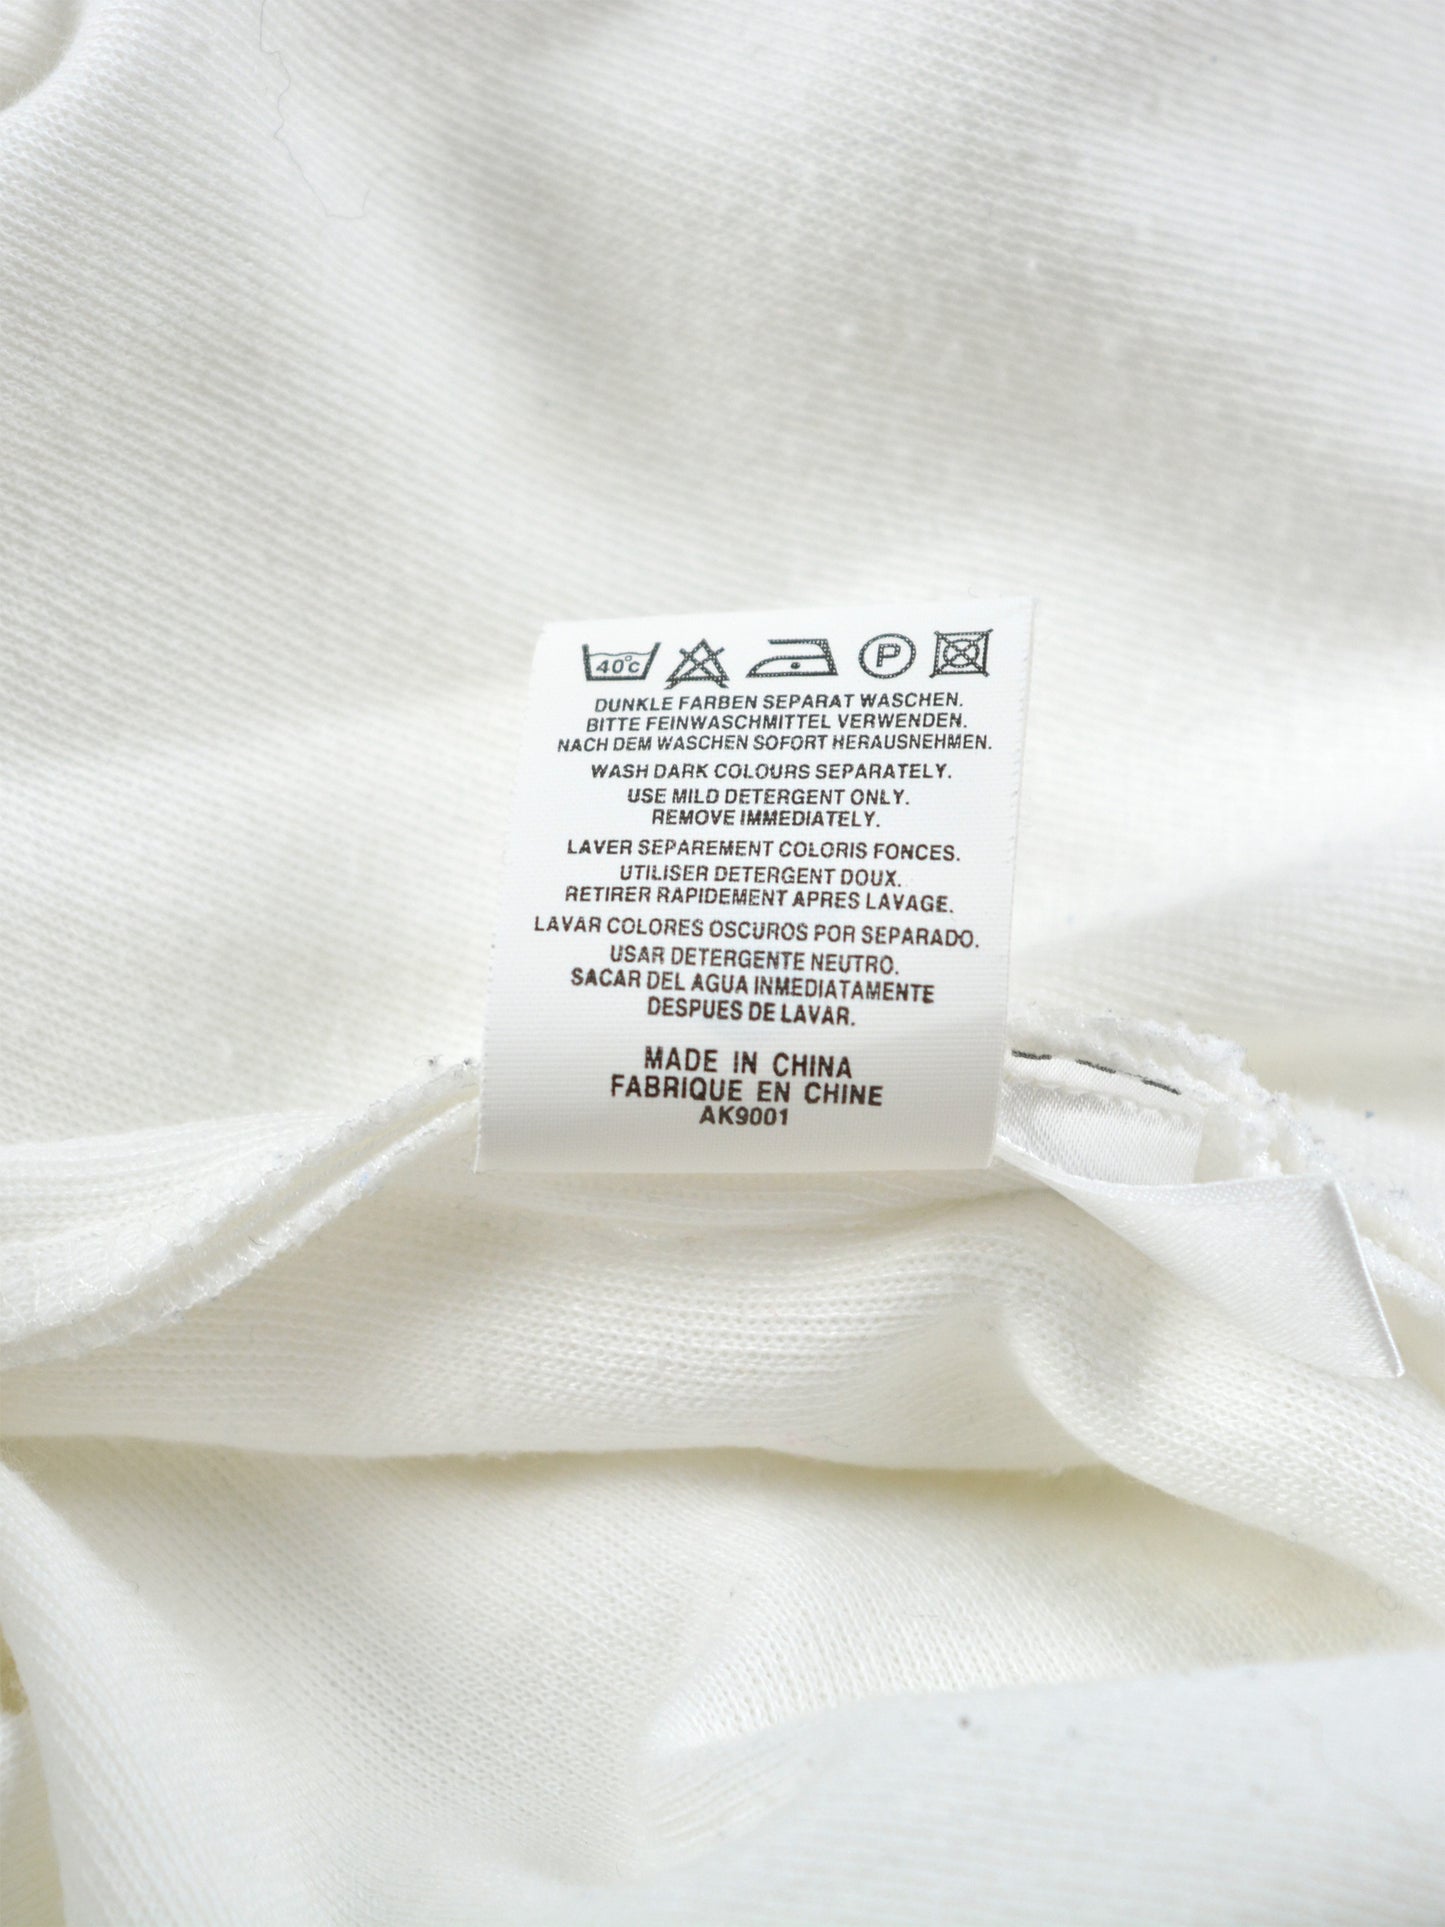 40°C P
DUNKLE FARBEN SEPARAT WASCHEN.
BITTE FEINWASCHMITTEL VERWENDEN.
NACH DEM WASCHEN SOFORT HERAUSNEHMEN.
WASH DARK COLOURS SEPARATELY.
USE MILD DETERGENT ONLY.
REMOVE IMMEDIATELY.
LAVER SEPAREMENT COLORIS FONCES.
UTILISER DETERGENT DOUX.
RETIRER RAPIDEMENT APRES LAVAGE.
LAVAR COLORES OSCUROS POR SEPARADO.
USAR DETERGENTE NEUTRO.
SACAR DEL AGUA INMEDIATAMENTE
DESPUES DE LAVAR.
MADE IN CHINA
FABRIQUE EN CHINE
AK9001